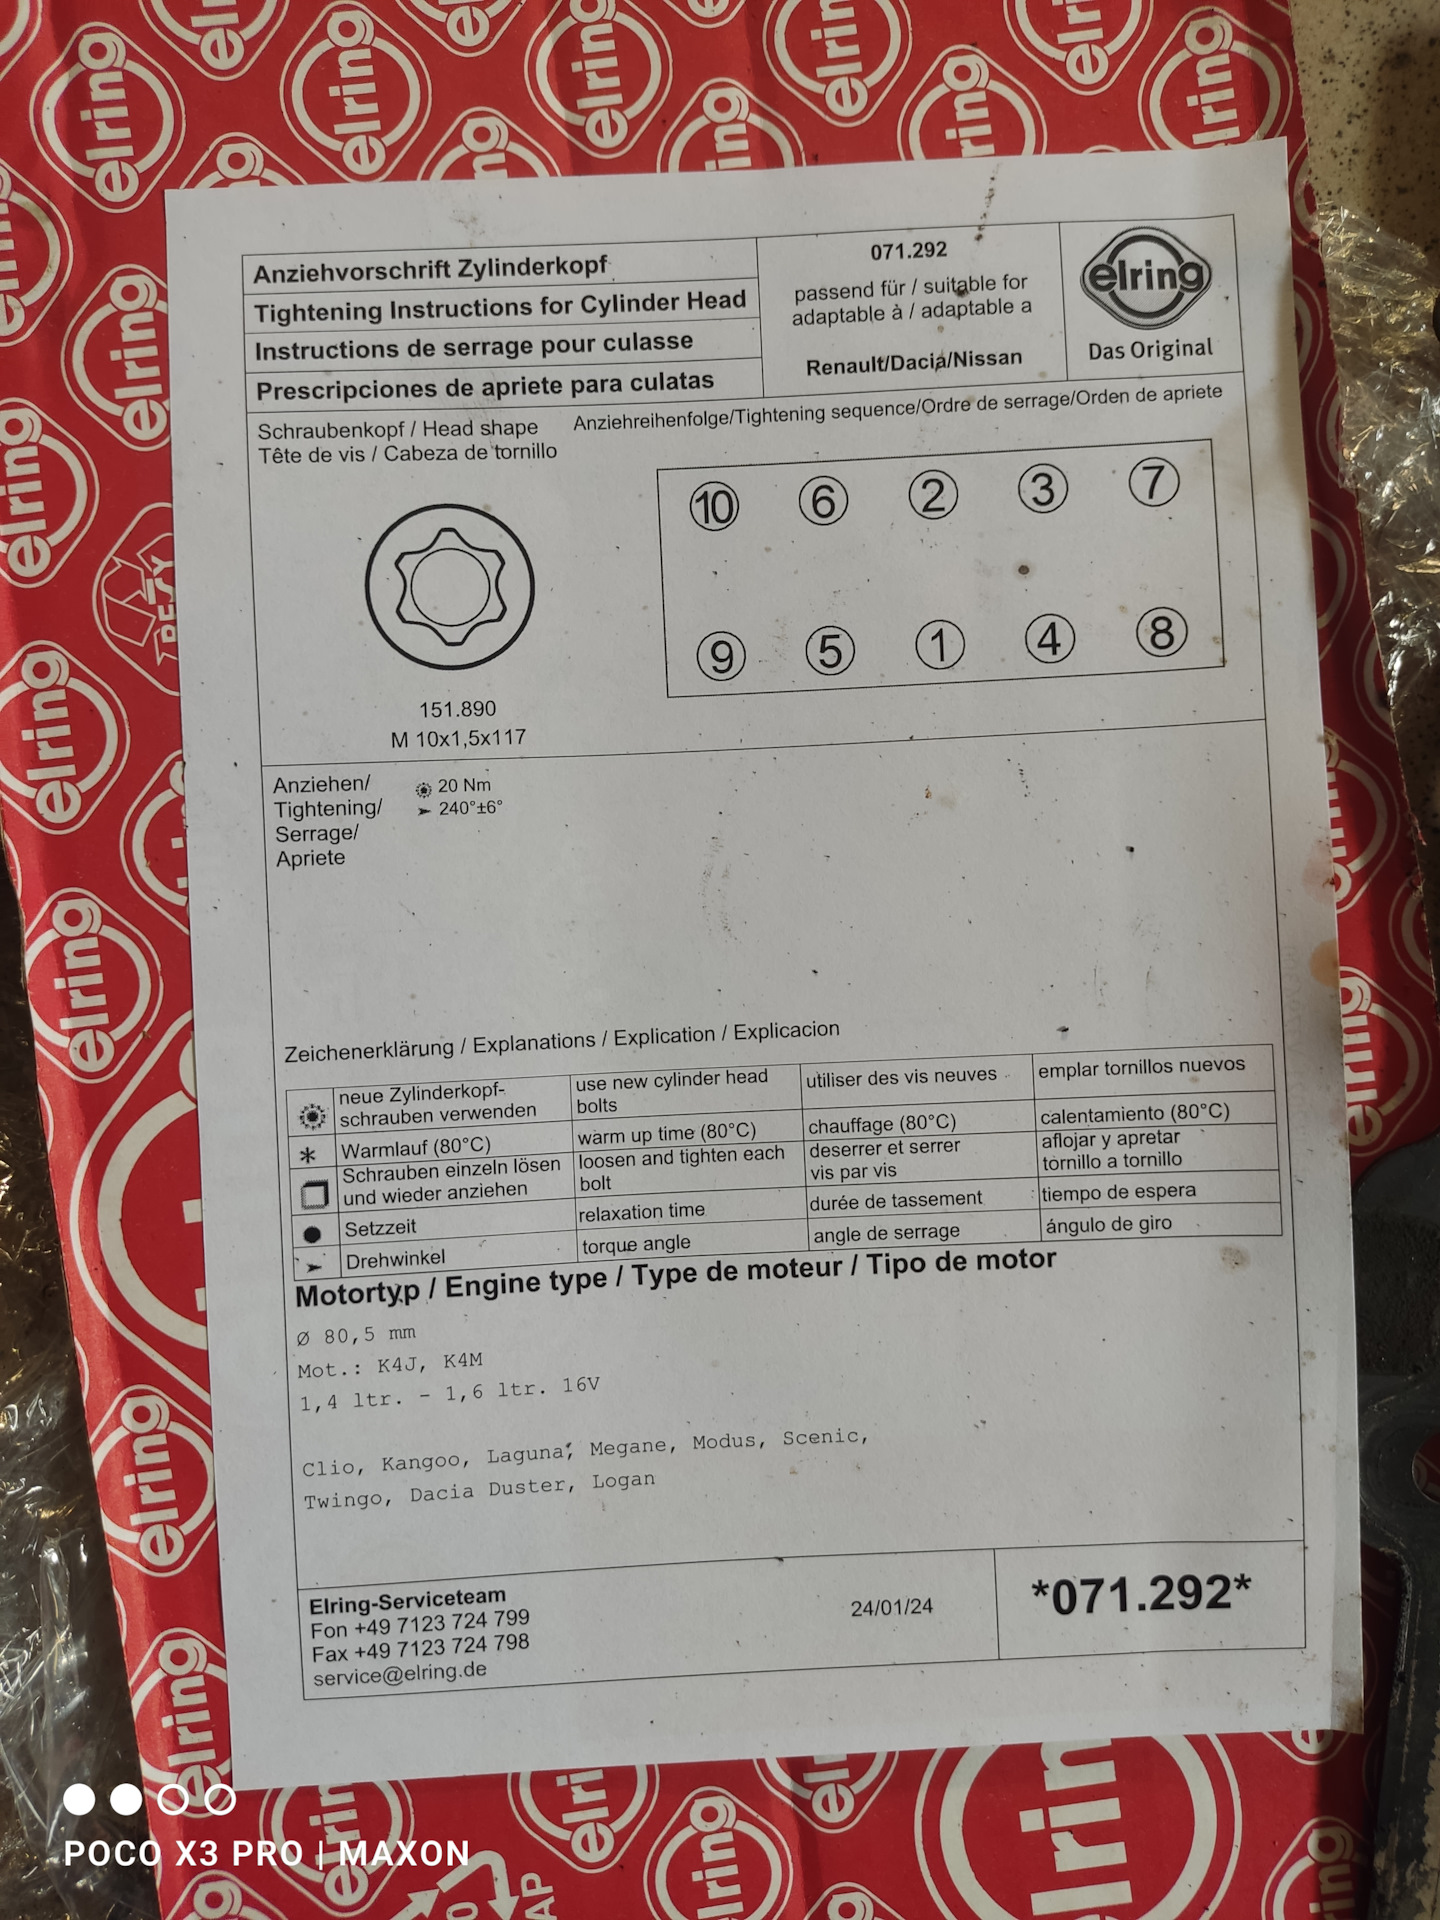 Anziehvorschrift Zylinderkopf
Tightening Instructions for Cylinder Head
Instructions de serrage pour culasse
Prescripciones de apriete para culatas
071.292
passend für / suitable for
adaptable à / adaptable a
Renault/Dacia/Nissan
elring
Das Original
Schraubenkopf / Head shape
Tête de vis / Cabeza de tornillo
Anziehreihenfolge/Tightening sequence/Ordre de serrage/Orden de apriete
10 6 2 3 7
9 5 1 4 8
151.890
M 10x1,5x117
Anziehen/
Tightening/
Serrage/
Apriete
20 Nm
240°±6°
Zeichenerklärung / Explanations / Explication / Explicacion
neue Zylinderkopf-
schrauben verwenden
use new cylinder head
bolts
utiliser des vis neuves
emplar tornillos nuevos
* Warmlauf (80°C)
warm up time (80°C)
chauffage (80°C)
calentamiento (80°C)
Schrauben einzeln lösen
und wieder anziehen
loosen and tighten each
bolt
deserrer et serrer
vis par vis
aflojar y apretar
tornillo a tornillo
Setzzeit
relaxation time
durée de tassement
tiempo de espera
Drehwinkel
torque angle
angle de serrage
ángulo de giro
Motortyp / Engine type / Type de moteur / Tipo de motor
Ø 80,5 mm
Mot.: K4J, K4M
1,4 ltr. - 1,6 ltr. 16V
Clio, Kangoo, Laguna, Megane, Modus, Scenic,
Twingo, Dacia Duster, Logan
Elring-Serviceteam
Fon +49 7123 724 799
Fax +49 7123 724 798
service@elring.de
24/01/24
*071.292*
POCO X3 PRO | MAXON